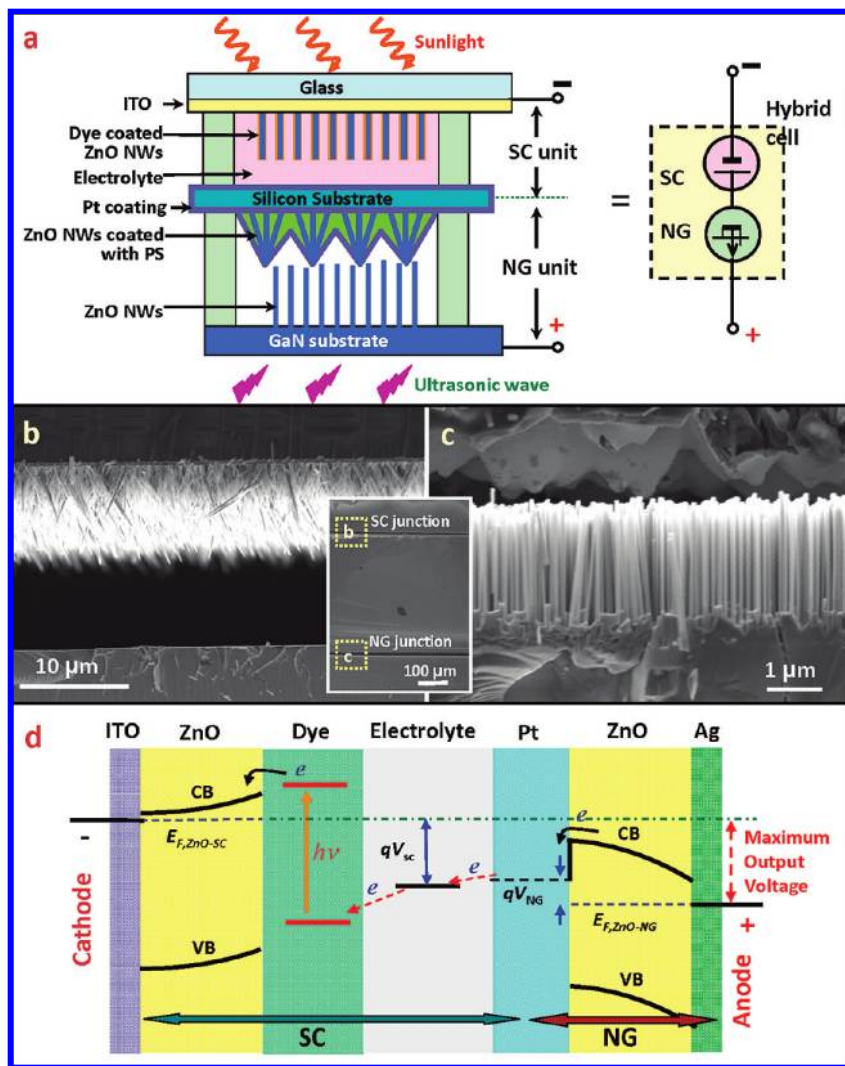 a
Sunlight
Glass
ITO
Dye coated
ZnO NWs
Electrolyte
Silicon Substrate
Pt coating
ZnO NWs coated
with PS
ZnO NWs
GaN substrate
Ultrasonic wave
−
SC unit
NG unit
+
=
−
Hybrid
cell
SC
NG
+
b
10 µm
SC junction
b
NG junction
c
100 µm
c
1 µm
d
ITO ZnO Dye Electrolyte Pt ZnO Ag
e
CB
-
E_F,ZnO-SC
hν
qV_sc
e
e
e
CB
qV_NG
Maximum
Output
Voltage
E_F,ZnO-NG
+
VB
VB
Cathode
Anode
SC
NG